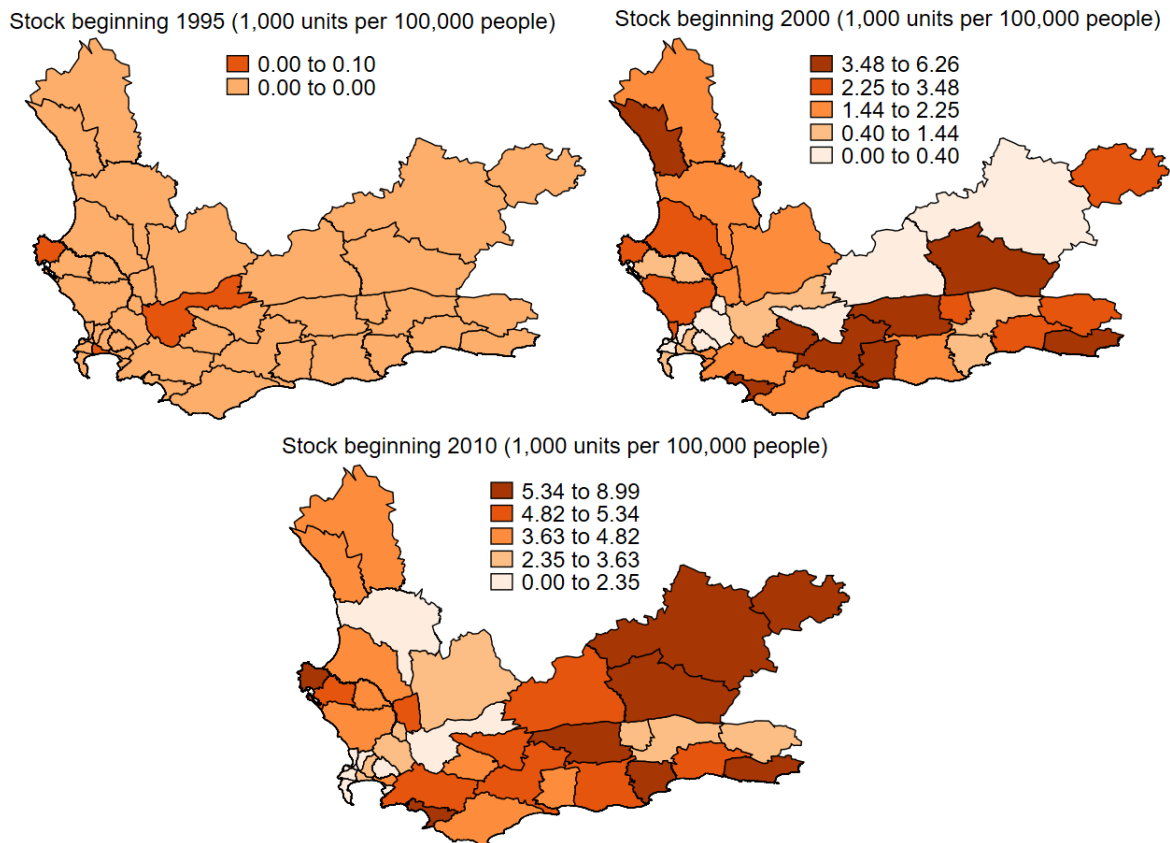 Stock beginning 1995 (1,000 units per 100,000 people)
0.00 to 0.10
0.00 to 0.00
Stock beginning 2000 (1,000 units per 100,000 people)
3.48 to 6.26
2.25 to 3.48
1.44 to 2.25
0.40 to 1.44
0.00 to 0.40
Stock beginning 2010 (1,000 units per 100,000 people)
5.34 to 8.99
4.82 to 5.34
3.63 to 4.82
2.35 to 3.63
0.00 to 2.35